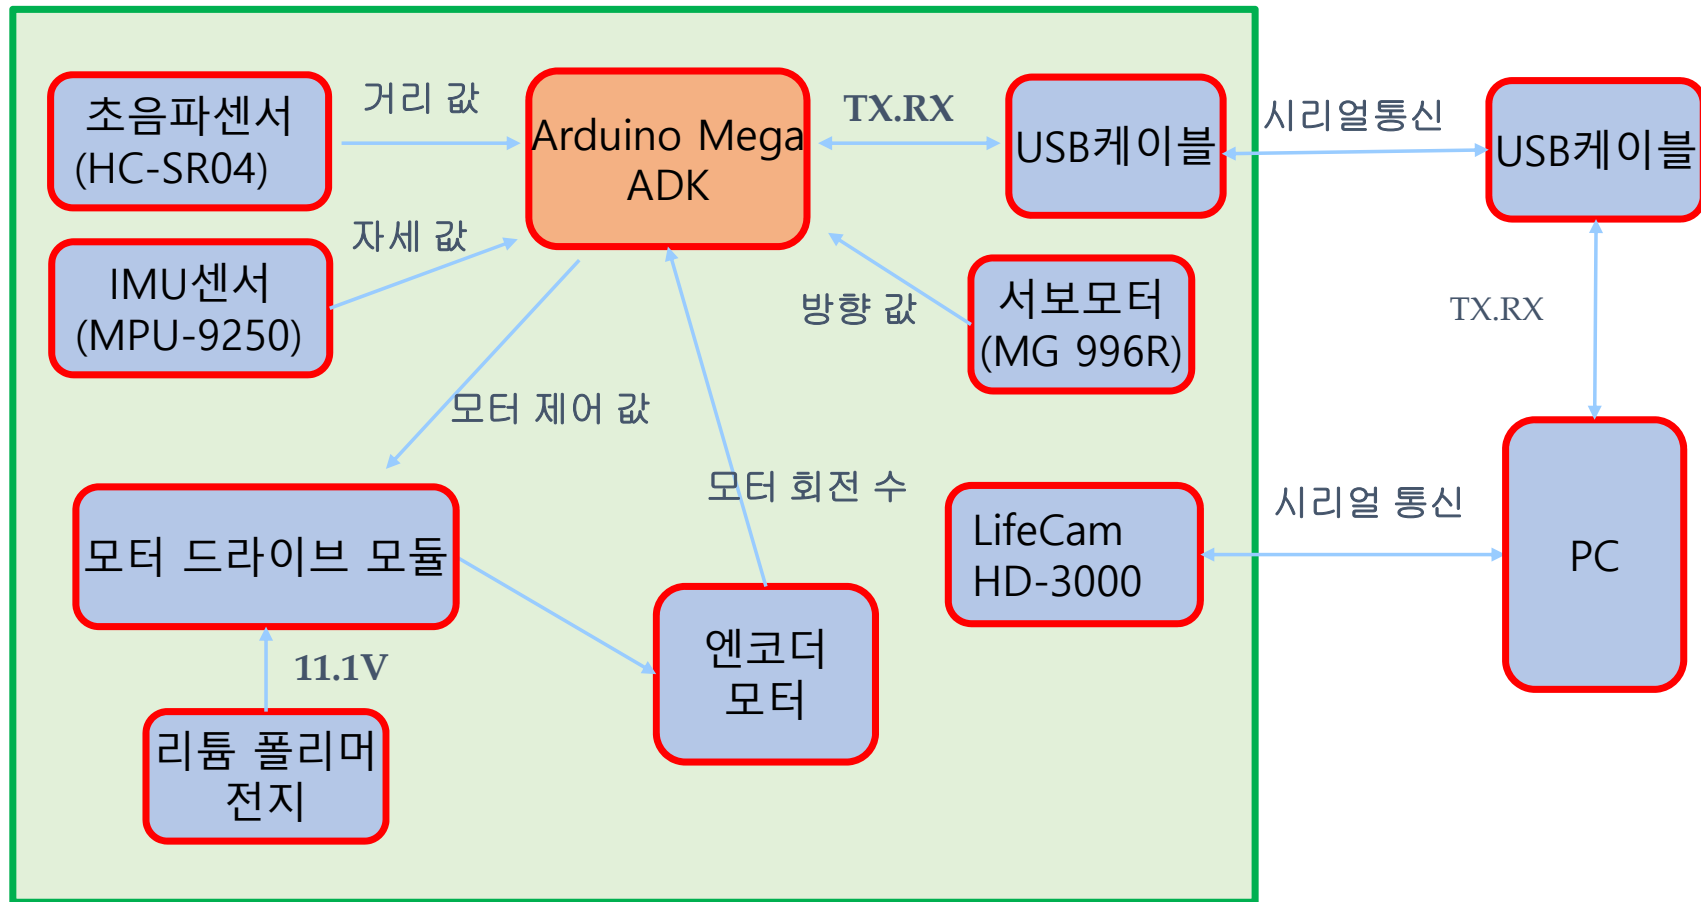 초음파센서
(HC-SR04)
거리 값
Arduino Mega
ADK
TX.RX
USB케이블
시리얼통신
USB케이블
자세 값
IMU센서
(MPU-9250)
방향 값
서보모터
(MG 996R)
TX.RX
모터 제어 값
모터 회전 수
모터 드라이브 모듈
LifeCam
HD-3000
시리얼 통신
PC
엔코더
모터
11.1V
리튬 폴리머
전지